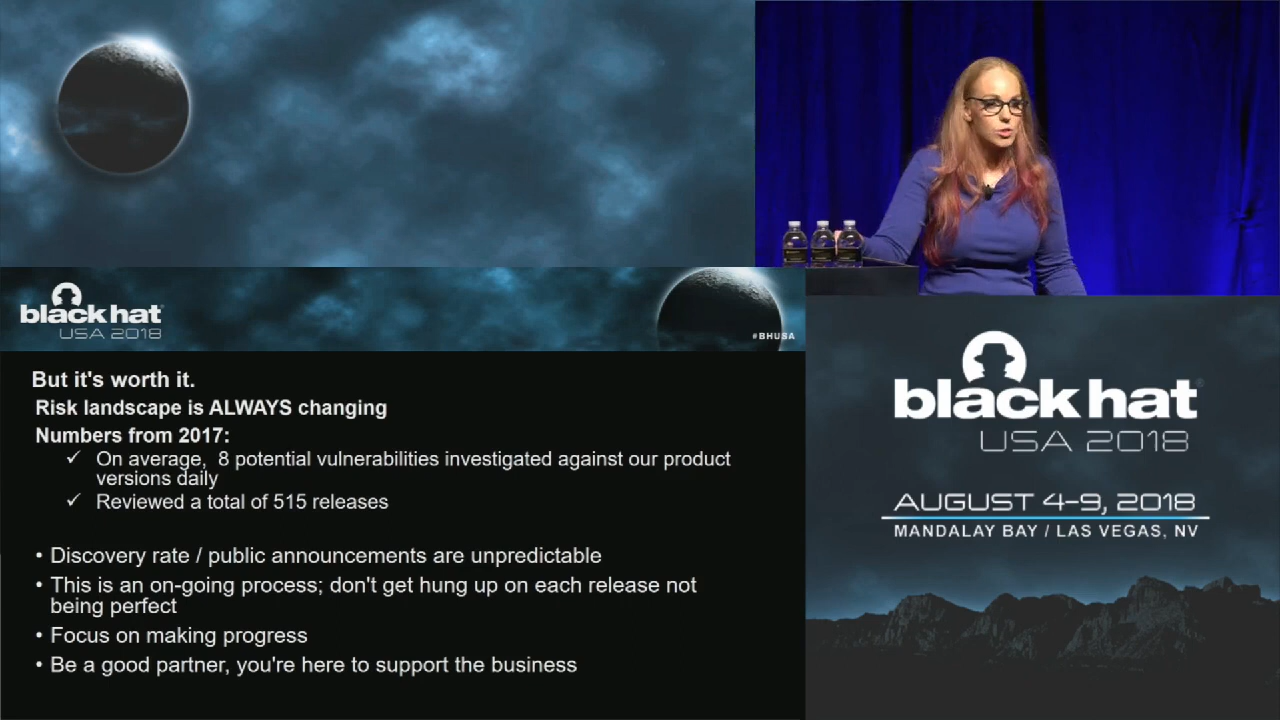 black hat
USA 2018
#BHUSA
But it's worth it.
Risk landscape is ALWAYS changing
Numbers from 2017:
✓ On average,  8 potential vulnerabilities investigated against our product
versions daily
✓ Reviewed a total of 515 releases
• Discovery rate / public announcements are unpredictable
• This is an on-going process; don't get hung up on each release not
being perfect
• Focus on making progress
• Be a good partner, you're here to support the business
black hat
USA 2018
AUGUST 4–9, 2018
MANDALAY BAY / LAS VEGAS, NV